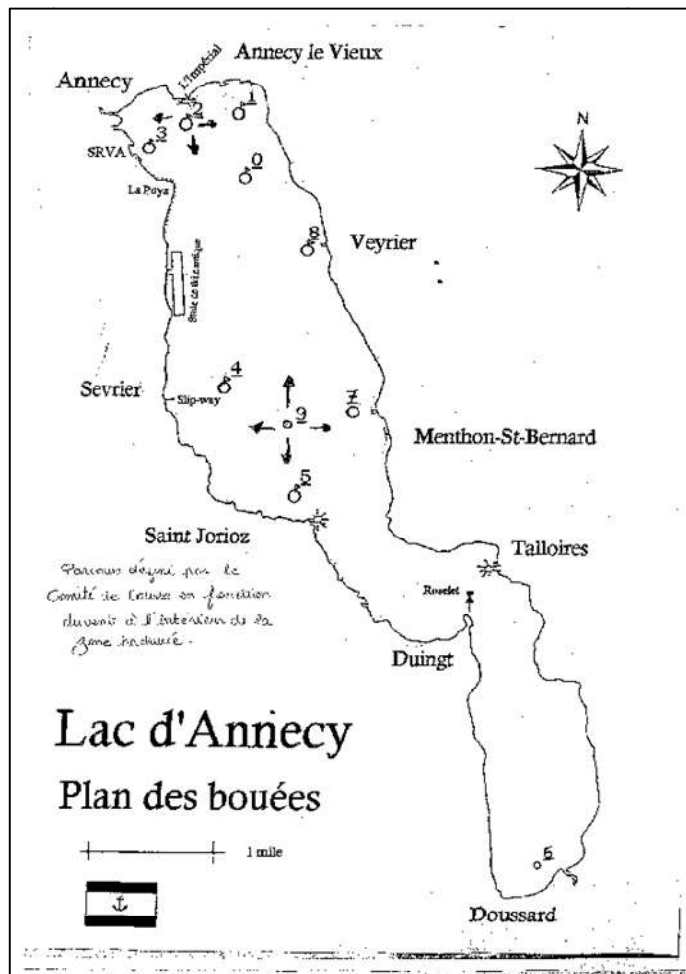 Annecy le Vieux
L'Impérial
Annecy
1
2
3
SRVA
0
La Puya
N
8
Veyrier
Stade de
4
Sevrier
Slip-way
9
7
Menthon-St-Bernard
5
Saint Jorioz
Talloires
Parcours défini par le
Comité de Course en fonction
du vent à l'intérieur de la
zone
Roselet
Duingt
Lac d'Annecy
Plan des bouées
1 mile
6
Doussard